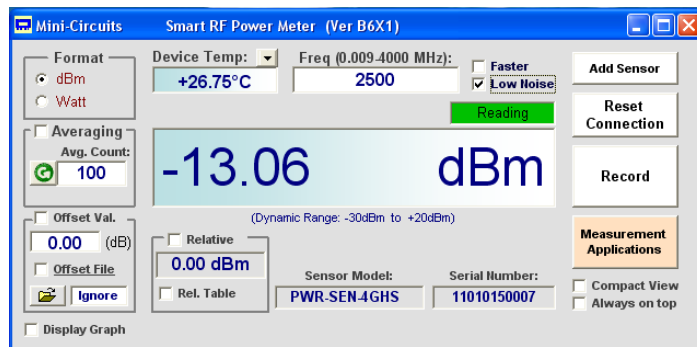 Mini-Circuits Smart RF Power Meter (Ver B6X1)
Format
dBm
Watt
Device Temp:
+26.75°C
Freq (0.009-4000 MHz):
2500
Faster
Low Noise
Reading
Add Sensor
Reset
Connection
Record
Measurement
Applications
Averaging
Avg. Count:
100
-13.06 dBm
(Dynamic Range: -30dBm to +20dBm)
Offset Val.
0.00 (dB)
Offset File
Ignore
Relative
0.00 dBm
Rel. Table
Sensor Model:
PWR-SEN-4GHS
Serial Number:
11010150007
Compact View
Always on top
Display Graph